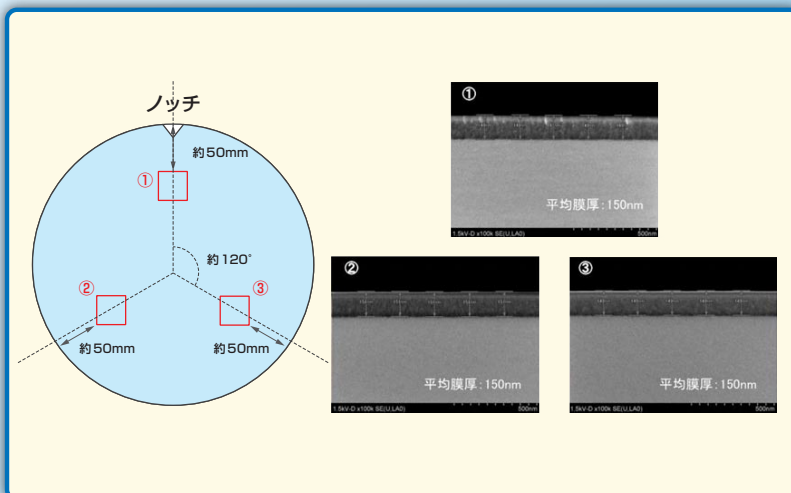 ノッチ
約50mm
①
約120°
②
③
約50mm
約50mm
①
平均膜厚:150nm
1.5kV-D x100k SE(U,LA0)
500nm
②
平均膜厚:150nm
1.5kV-D x100k SE(U,LA0)
500nm
③
平均膜厚:150nm
1.5kV-D x100k SE(U,LA0)
500nm